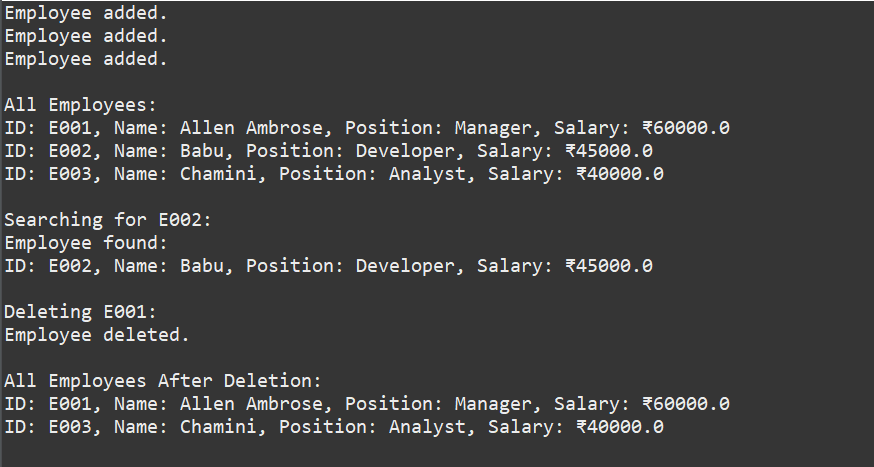 Employee added.
Employee added.
Employee added.
All Employees:
ID: E001, Name: Allen Ambrose, Position: Manager, Salary: ₹60000.0
ID: E002, Name: Babu, Position: Developer, Salary: ₹45000.0
ID: E003, Name: Chamini, Position: Analyst, Salary: ₹40000.0
Searching for E002:
Employee found:
ID: E002, Name: Babu, Position: Developer, Salary: ₹45000.0
Deleting E001:
Employee deleted.
All Employees After Deletion:
ID: E001, Name: Allen Ambrose, Position: Manager, Salary: ₹60000.0
ID: E003, Name: Chamini, Position: Analyst, Salary: ₹40000.0